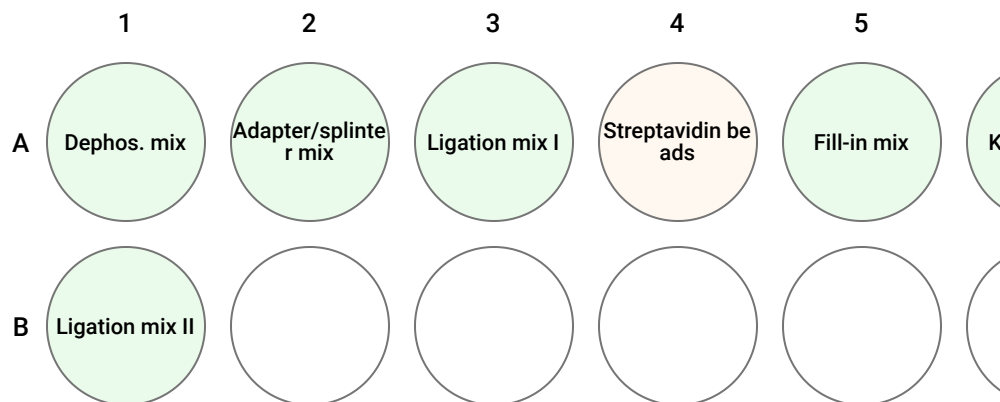 1 2 3 4 5
A
Dephos. mix
Adapter/splinte
r mix
Ligation mix I
Streptavidin be
ads
Fill-in mix
K
B
Ligation mix II